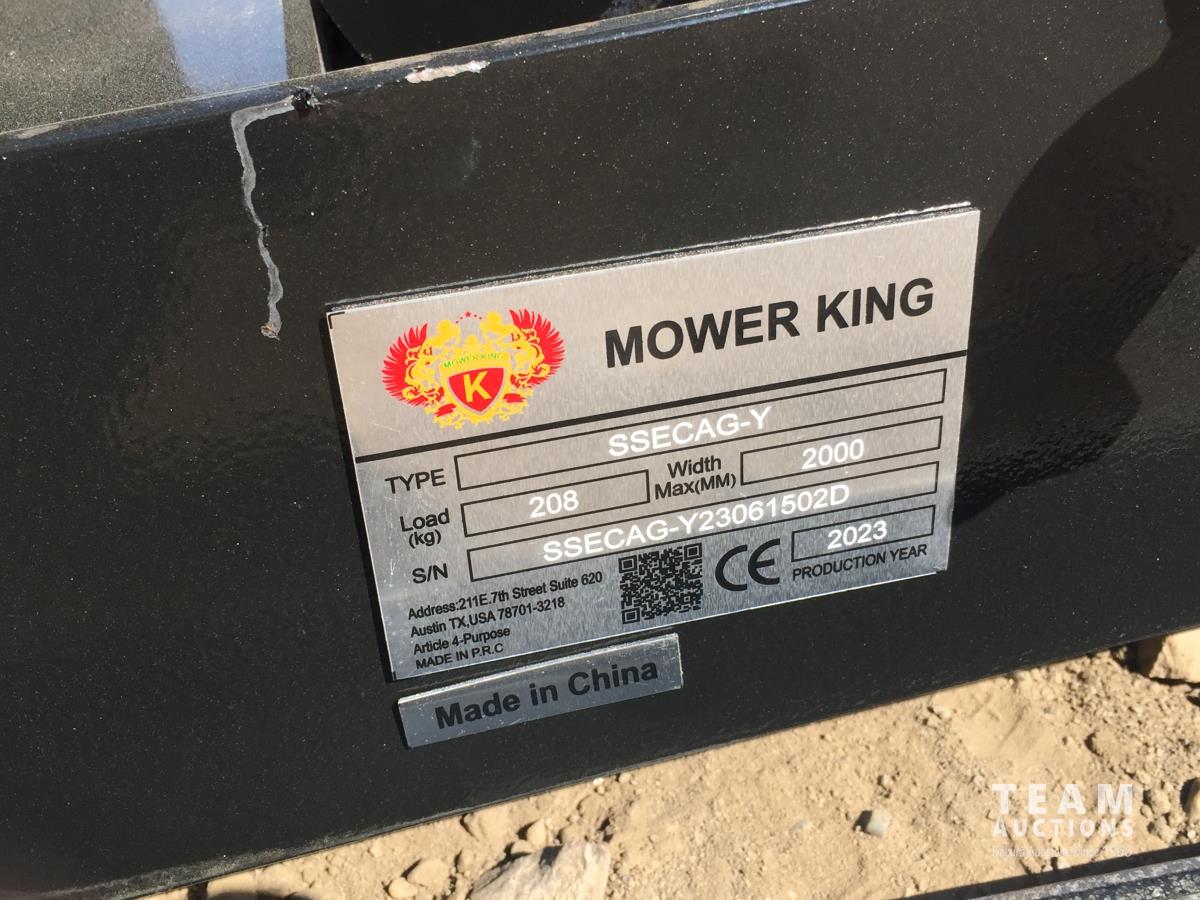 MOWER KING
K
MOWER KING
TYPE SSECAG-Y
Load (kg) 208 Width Max(MM) 2000
S/N SSECAG-Y23061502D
Address:211E.7th Street Suite 620
Austin TX,USA 78701-3218
Article 4-Purpose
MADE IN P.R.C
CE
2023
PRODUCTION YEAR
Made in China
TEAM
AUCTIONS